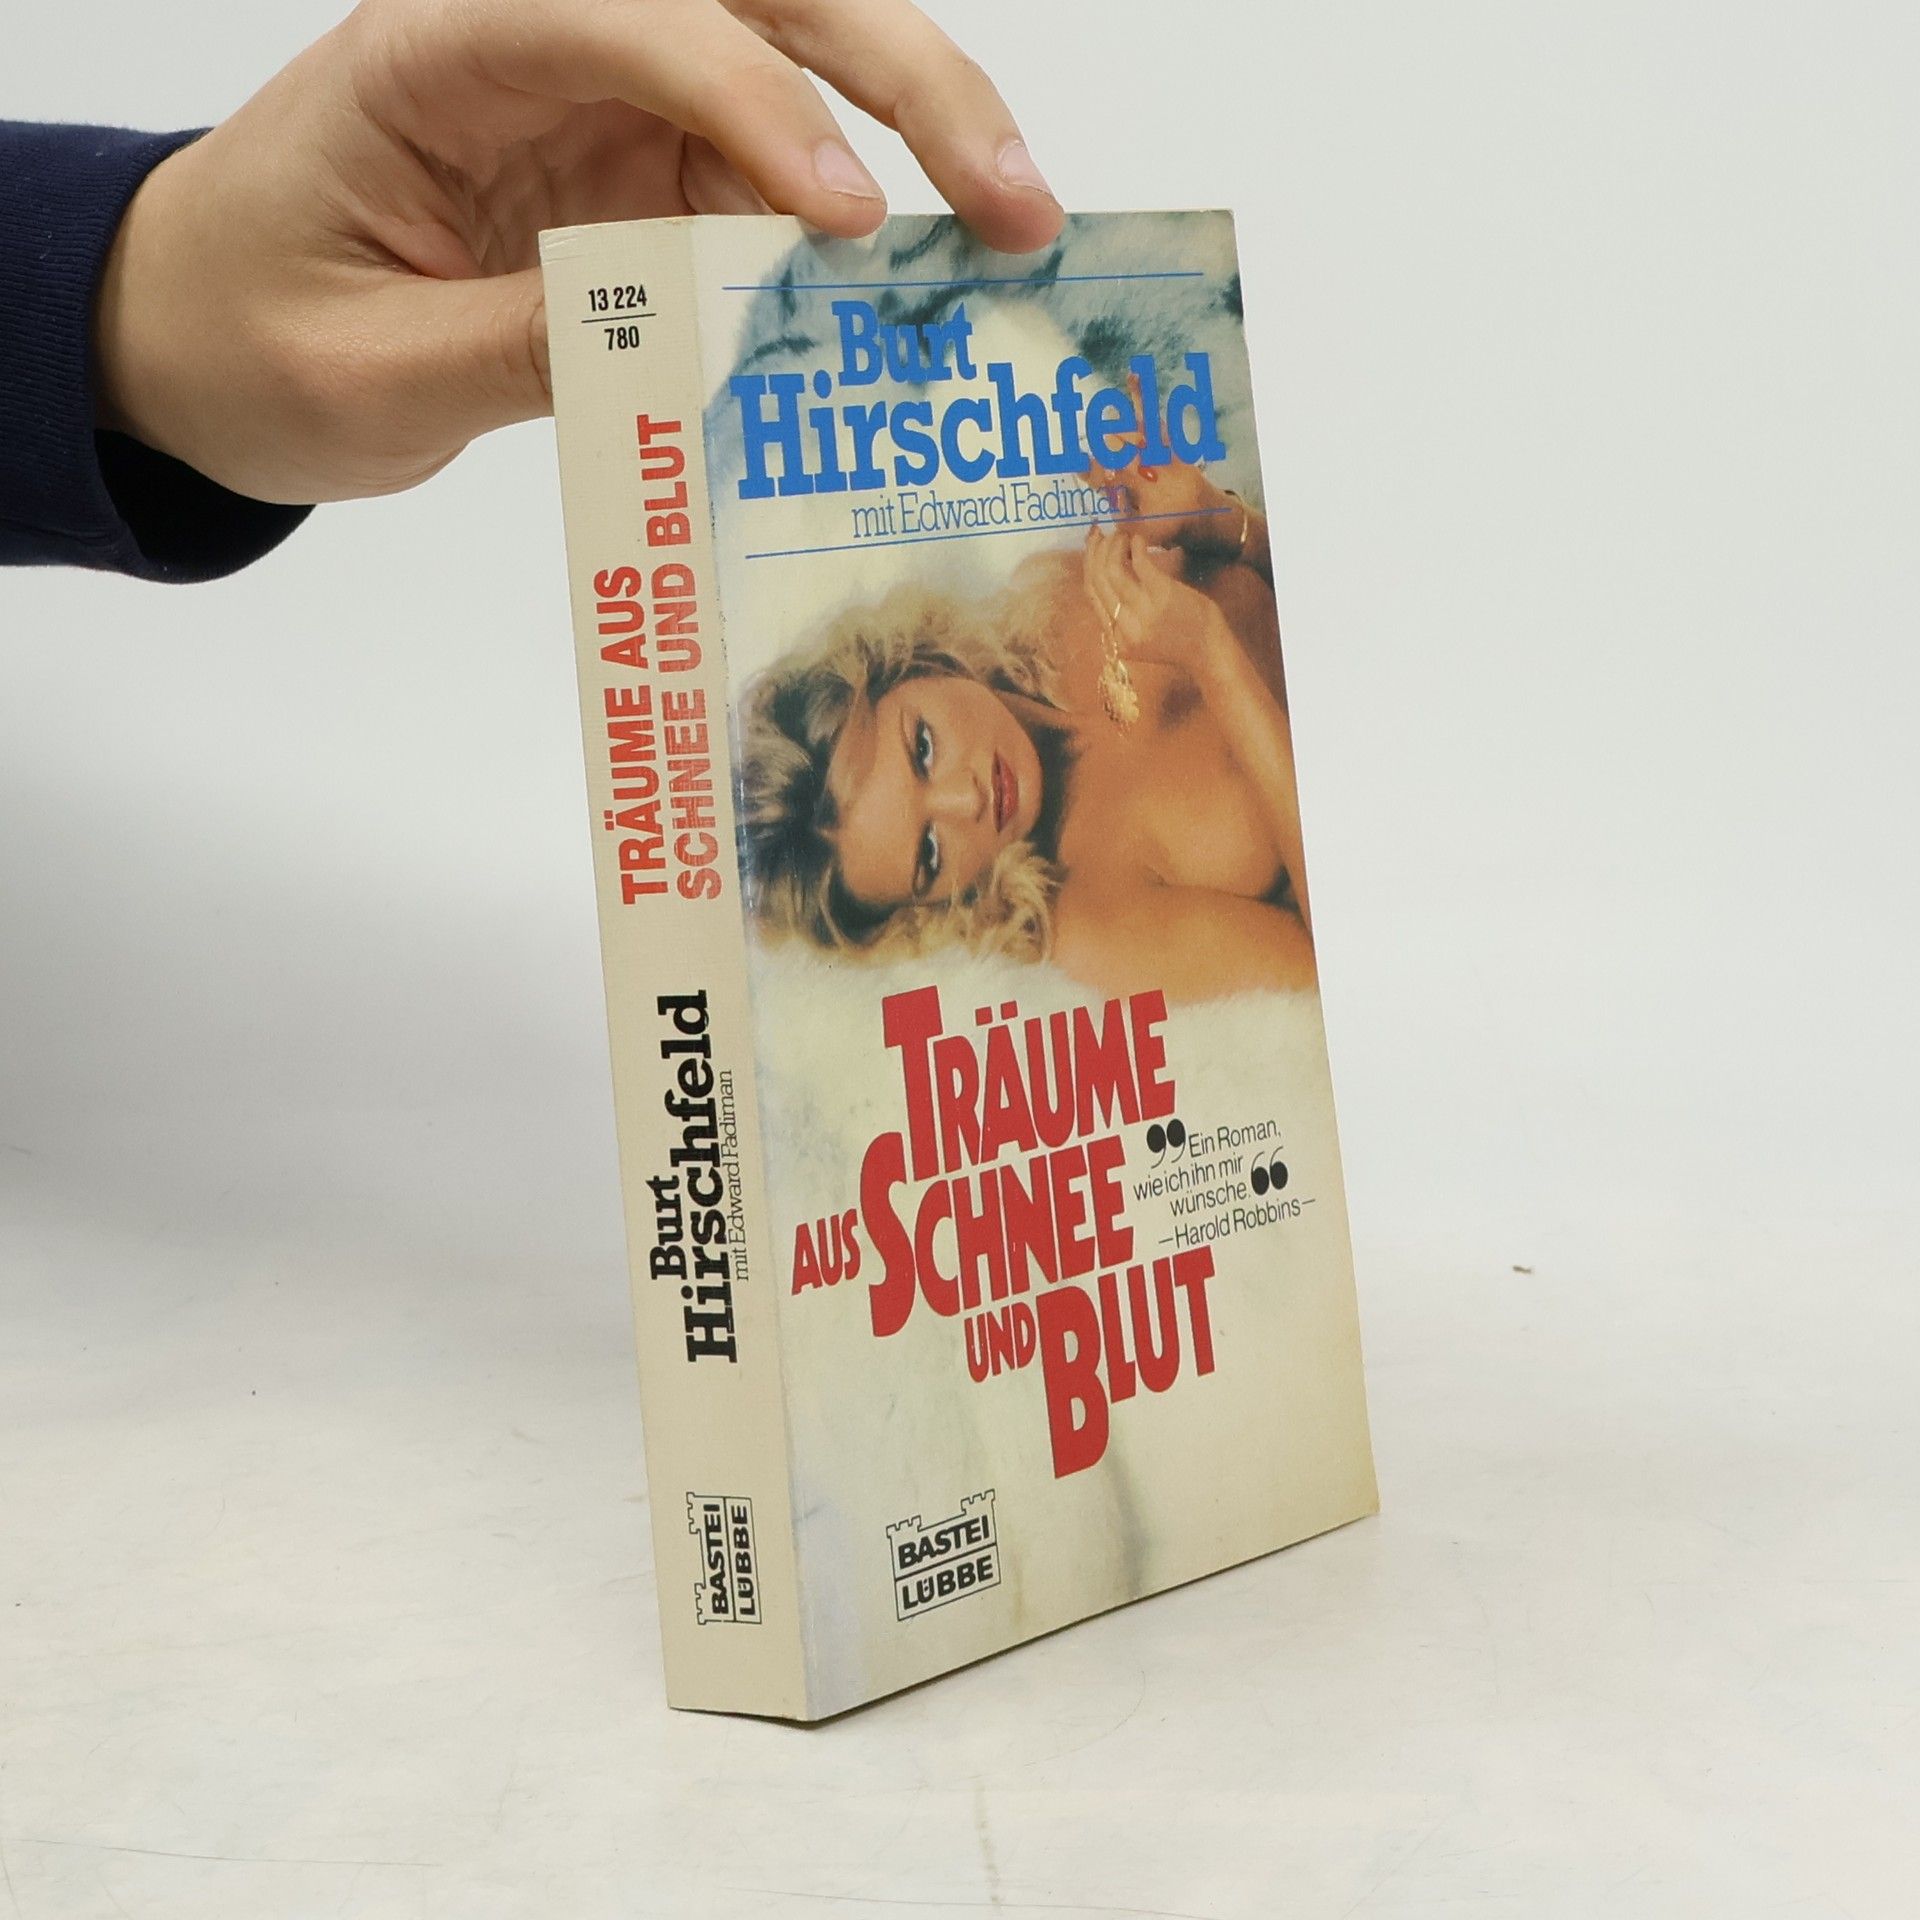 13 224
780
TRÄUME AUS
SCHNEE UND BLUT
Burt
Hirschfeld
mit Edward Fadiman
BASTEI
LÜBBE
Burt
Hirschfeld
mit Edward Fadiman
TRÄUME
AUS SCHNEE
UND BLUT
„Ein Roman,
wie ich ihn mir
wünsche.“
—Harold Robbins—
BASTEI
LÜBBE